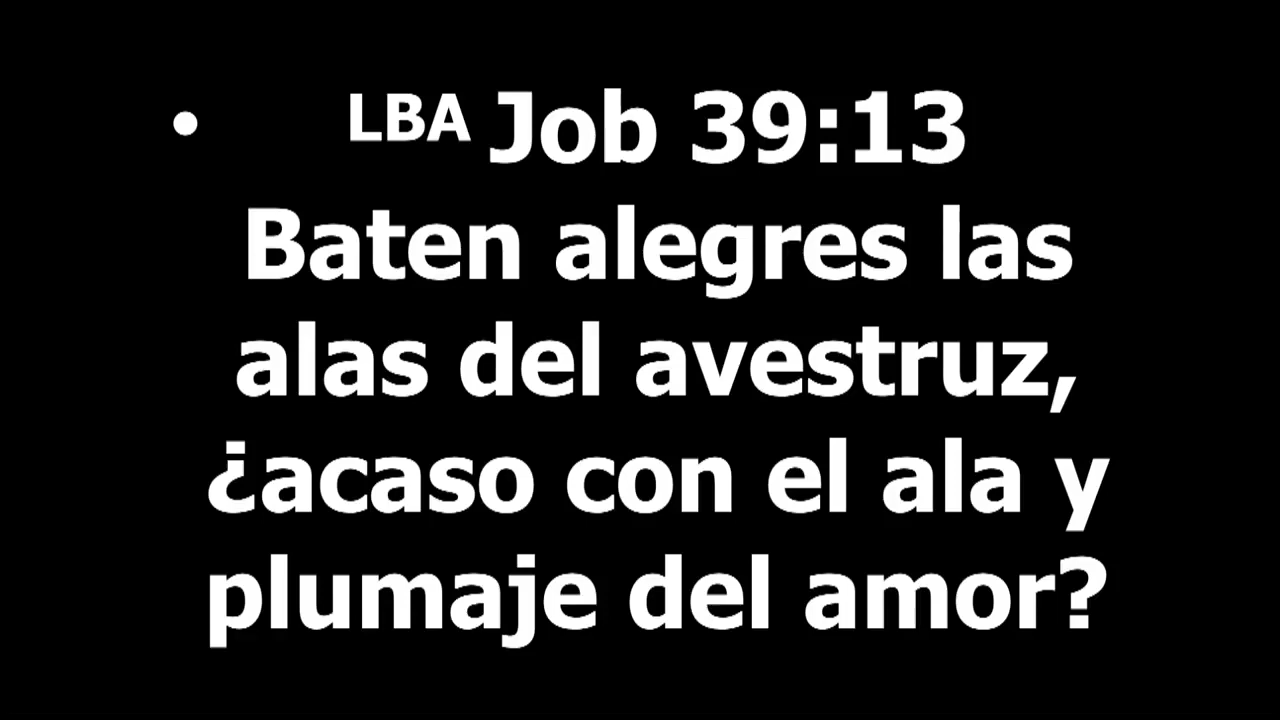 • LBA Job 39:13
Baten alegres las
alas del avestruz,
¿acaso con el ala y
plumaje del amor?